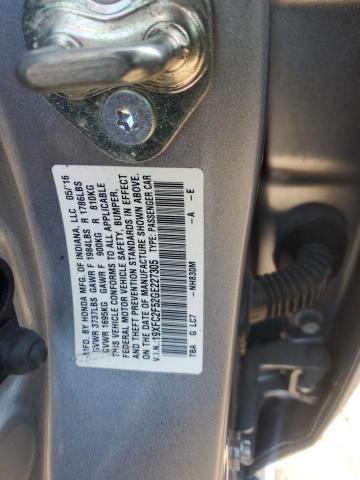 MFD. BY HONDA MFG. OF INDIANA, LLC 05/16
GVWR 3737LBS GAWR F 1984LBS R 1786LBS
GVWR 1695KG GAWR F 900KG R 810KG
THIS VEHICLE CONFORMS TO ALL APPLICABLE
FEDERAL MOTOR VEHICLE SAFETY, BUMPER,
AND THEFT PREVENTION STANDARDS IN EFFECT
ON THE DATE OF MANUFACTURE SHOWN ABOVE.
V.I.N.:19XFC2F52GE227305 TYPE: PASSENGER CAR
TBA G LC7 -NH830M -A -E